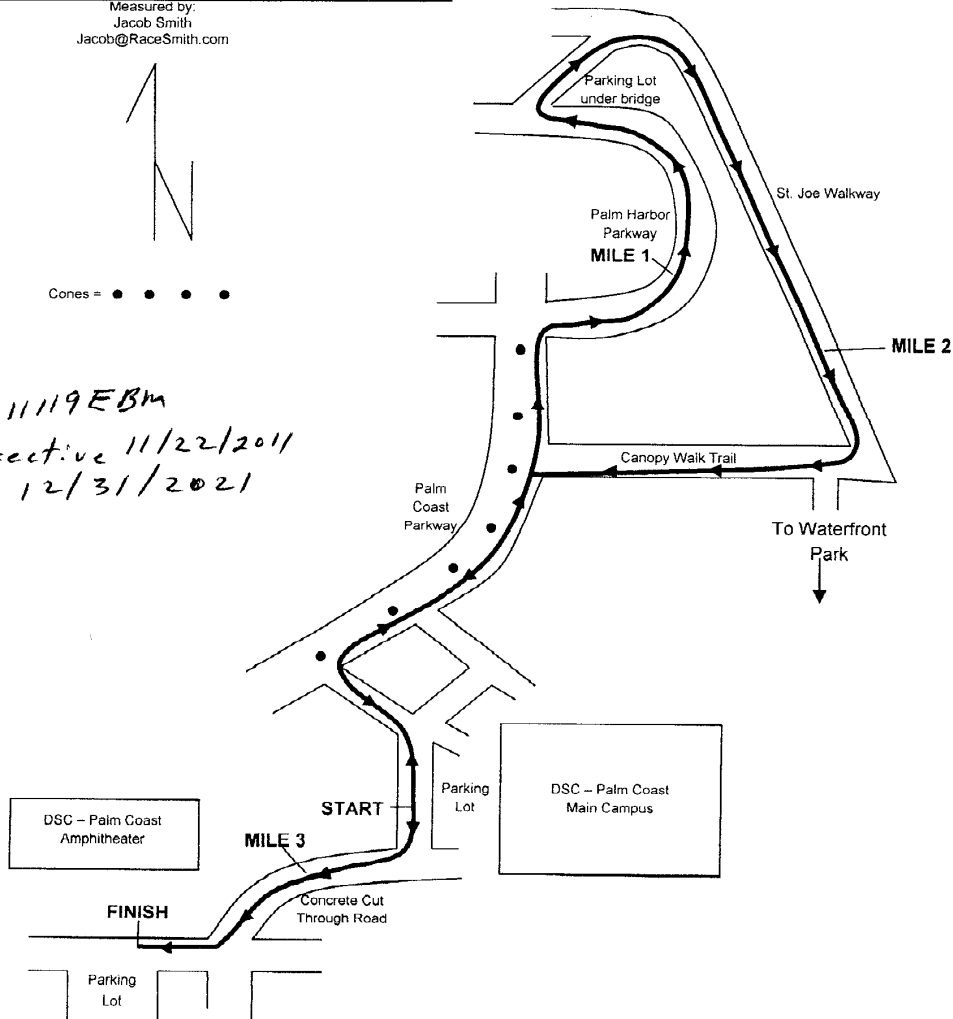 Measured by:
Jacob Smith
Jacob@RaceSmith.com
N
Parking Lot
under bridge
St. Joe Walkway
Palm Harbor
Parkway
MILE 1
Cones =
MILE 2
11119 EBM
11/22/2011
12/31/2021
Canopy Walk Trail
Palm
Coast
Parkway
To Waterfront
Park
START
Parking
Lot
DSC – Palm Coast
Main Campus
DSC – Palm Coast
Amphitheater
MILE 3
Concrete Cut
Through Road
FINISH
Parking
Lot